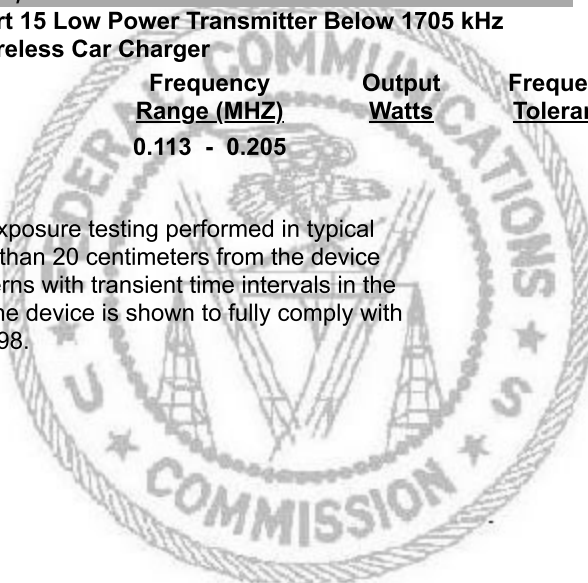 rt 15 Low Power Transmitter Below 1705 kHz
reless Car Charger
Frequency Output Freque
Range (MHZ) Watts Tolera
0.113 - 0.205
xposure testing performed in typical
than 20 centimeters from the device
erns with transient time intervals in the
he device is shown to fully comply with
98.
FEDERAL COMMUNICATIONS
U S
COMMISSION